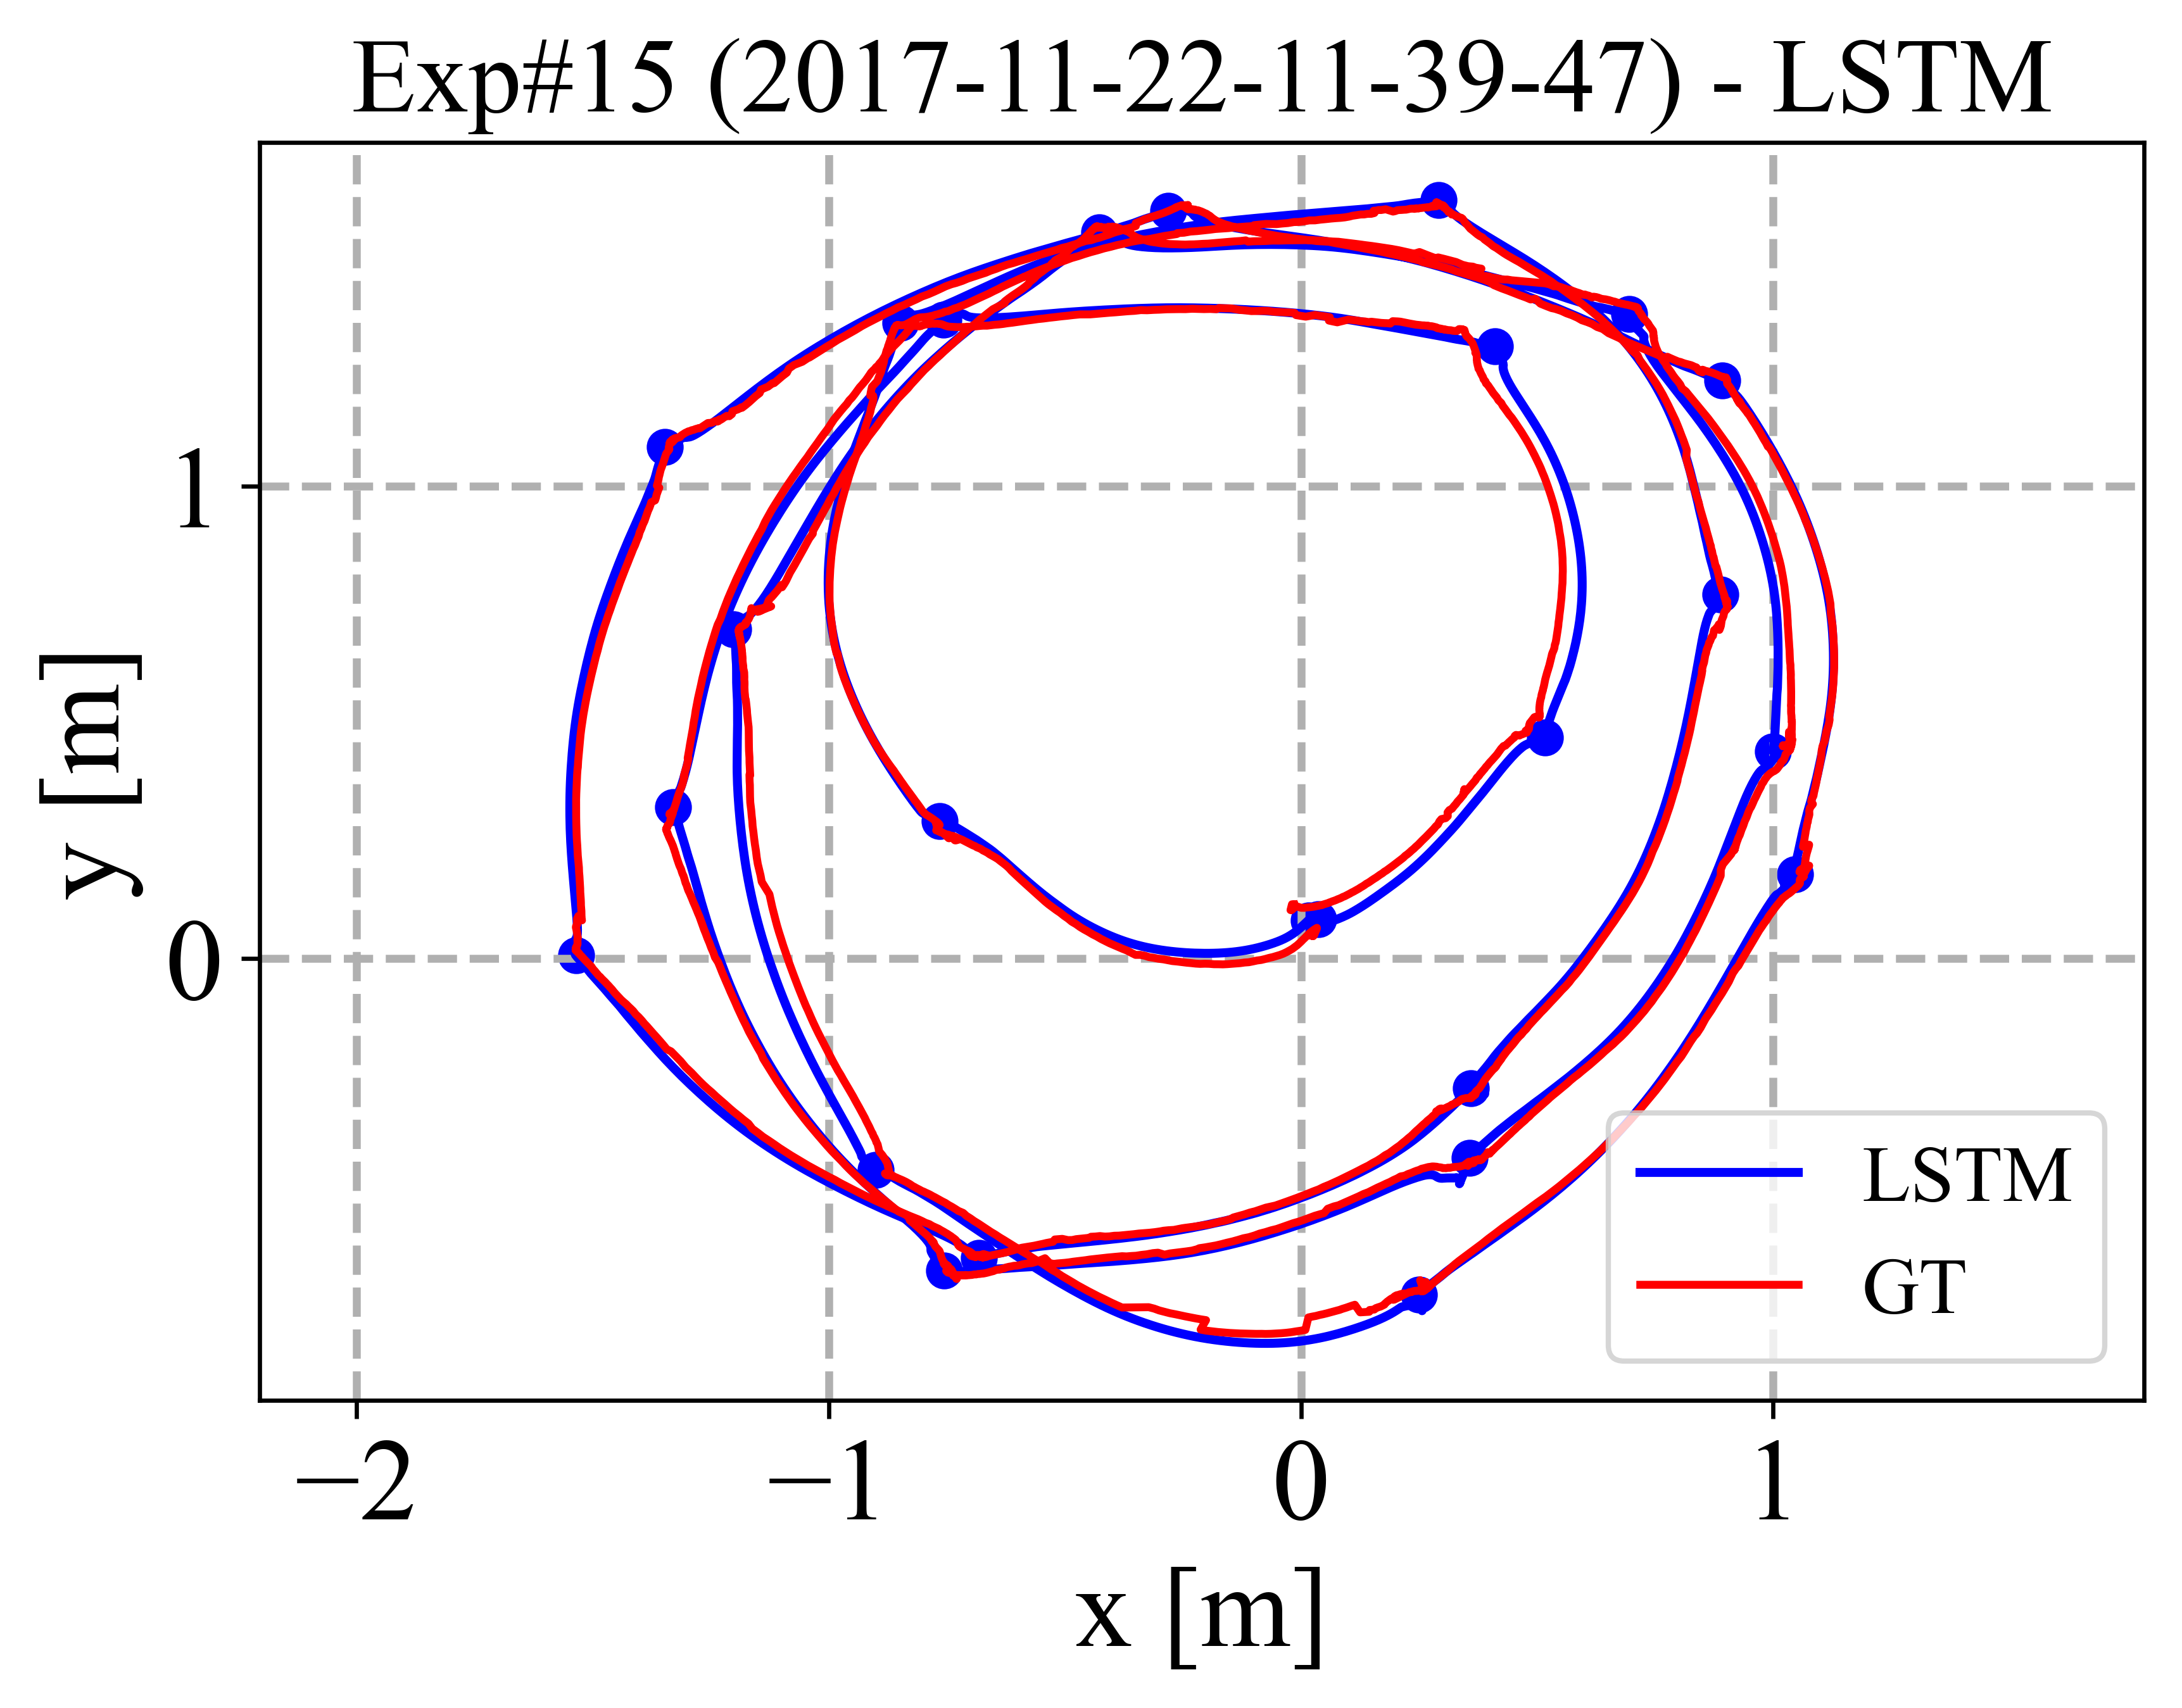 Exp#15 (2017-11-22-11-39-47) - LSTM
y [m]
1
0
LSTM
GT
−2 −1 0 1
x [m]